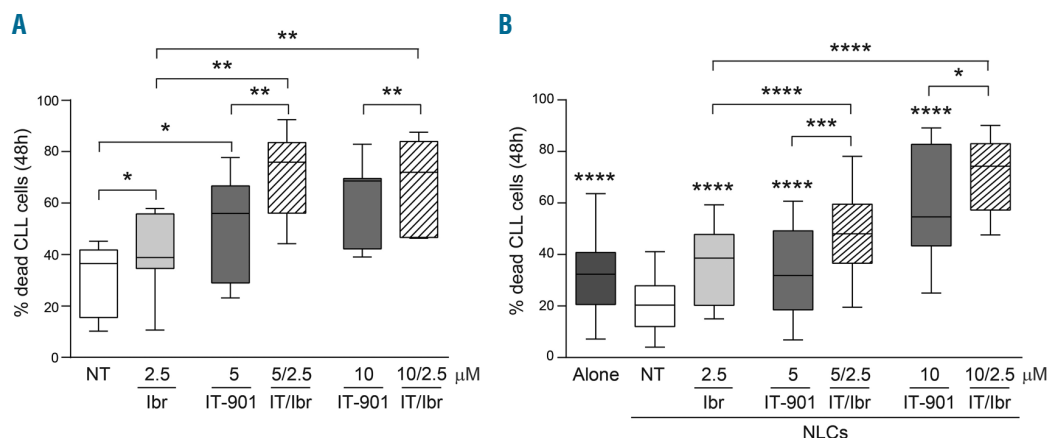 A
**
**
**
**
*
*
% dead CLL cells (48h)
100
80
60
40
20
0
NT 2.5 5 5/2.5 10 10/2.5 μM
Ibr IT-901 IT/Ibr IT-901 IT/Ibr
B
****
*
****
****
***
****
****
****
% dead CLL cells (48h)
100
80
60
40
20
0
Alone NT 2.5 5 5/2.5 10 10/2.5 μM
Ibr IT-901 IT/Ibr IT-901 IT/Ibr
NLCs